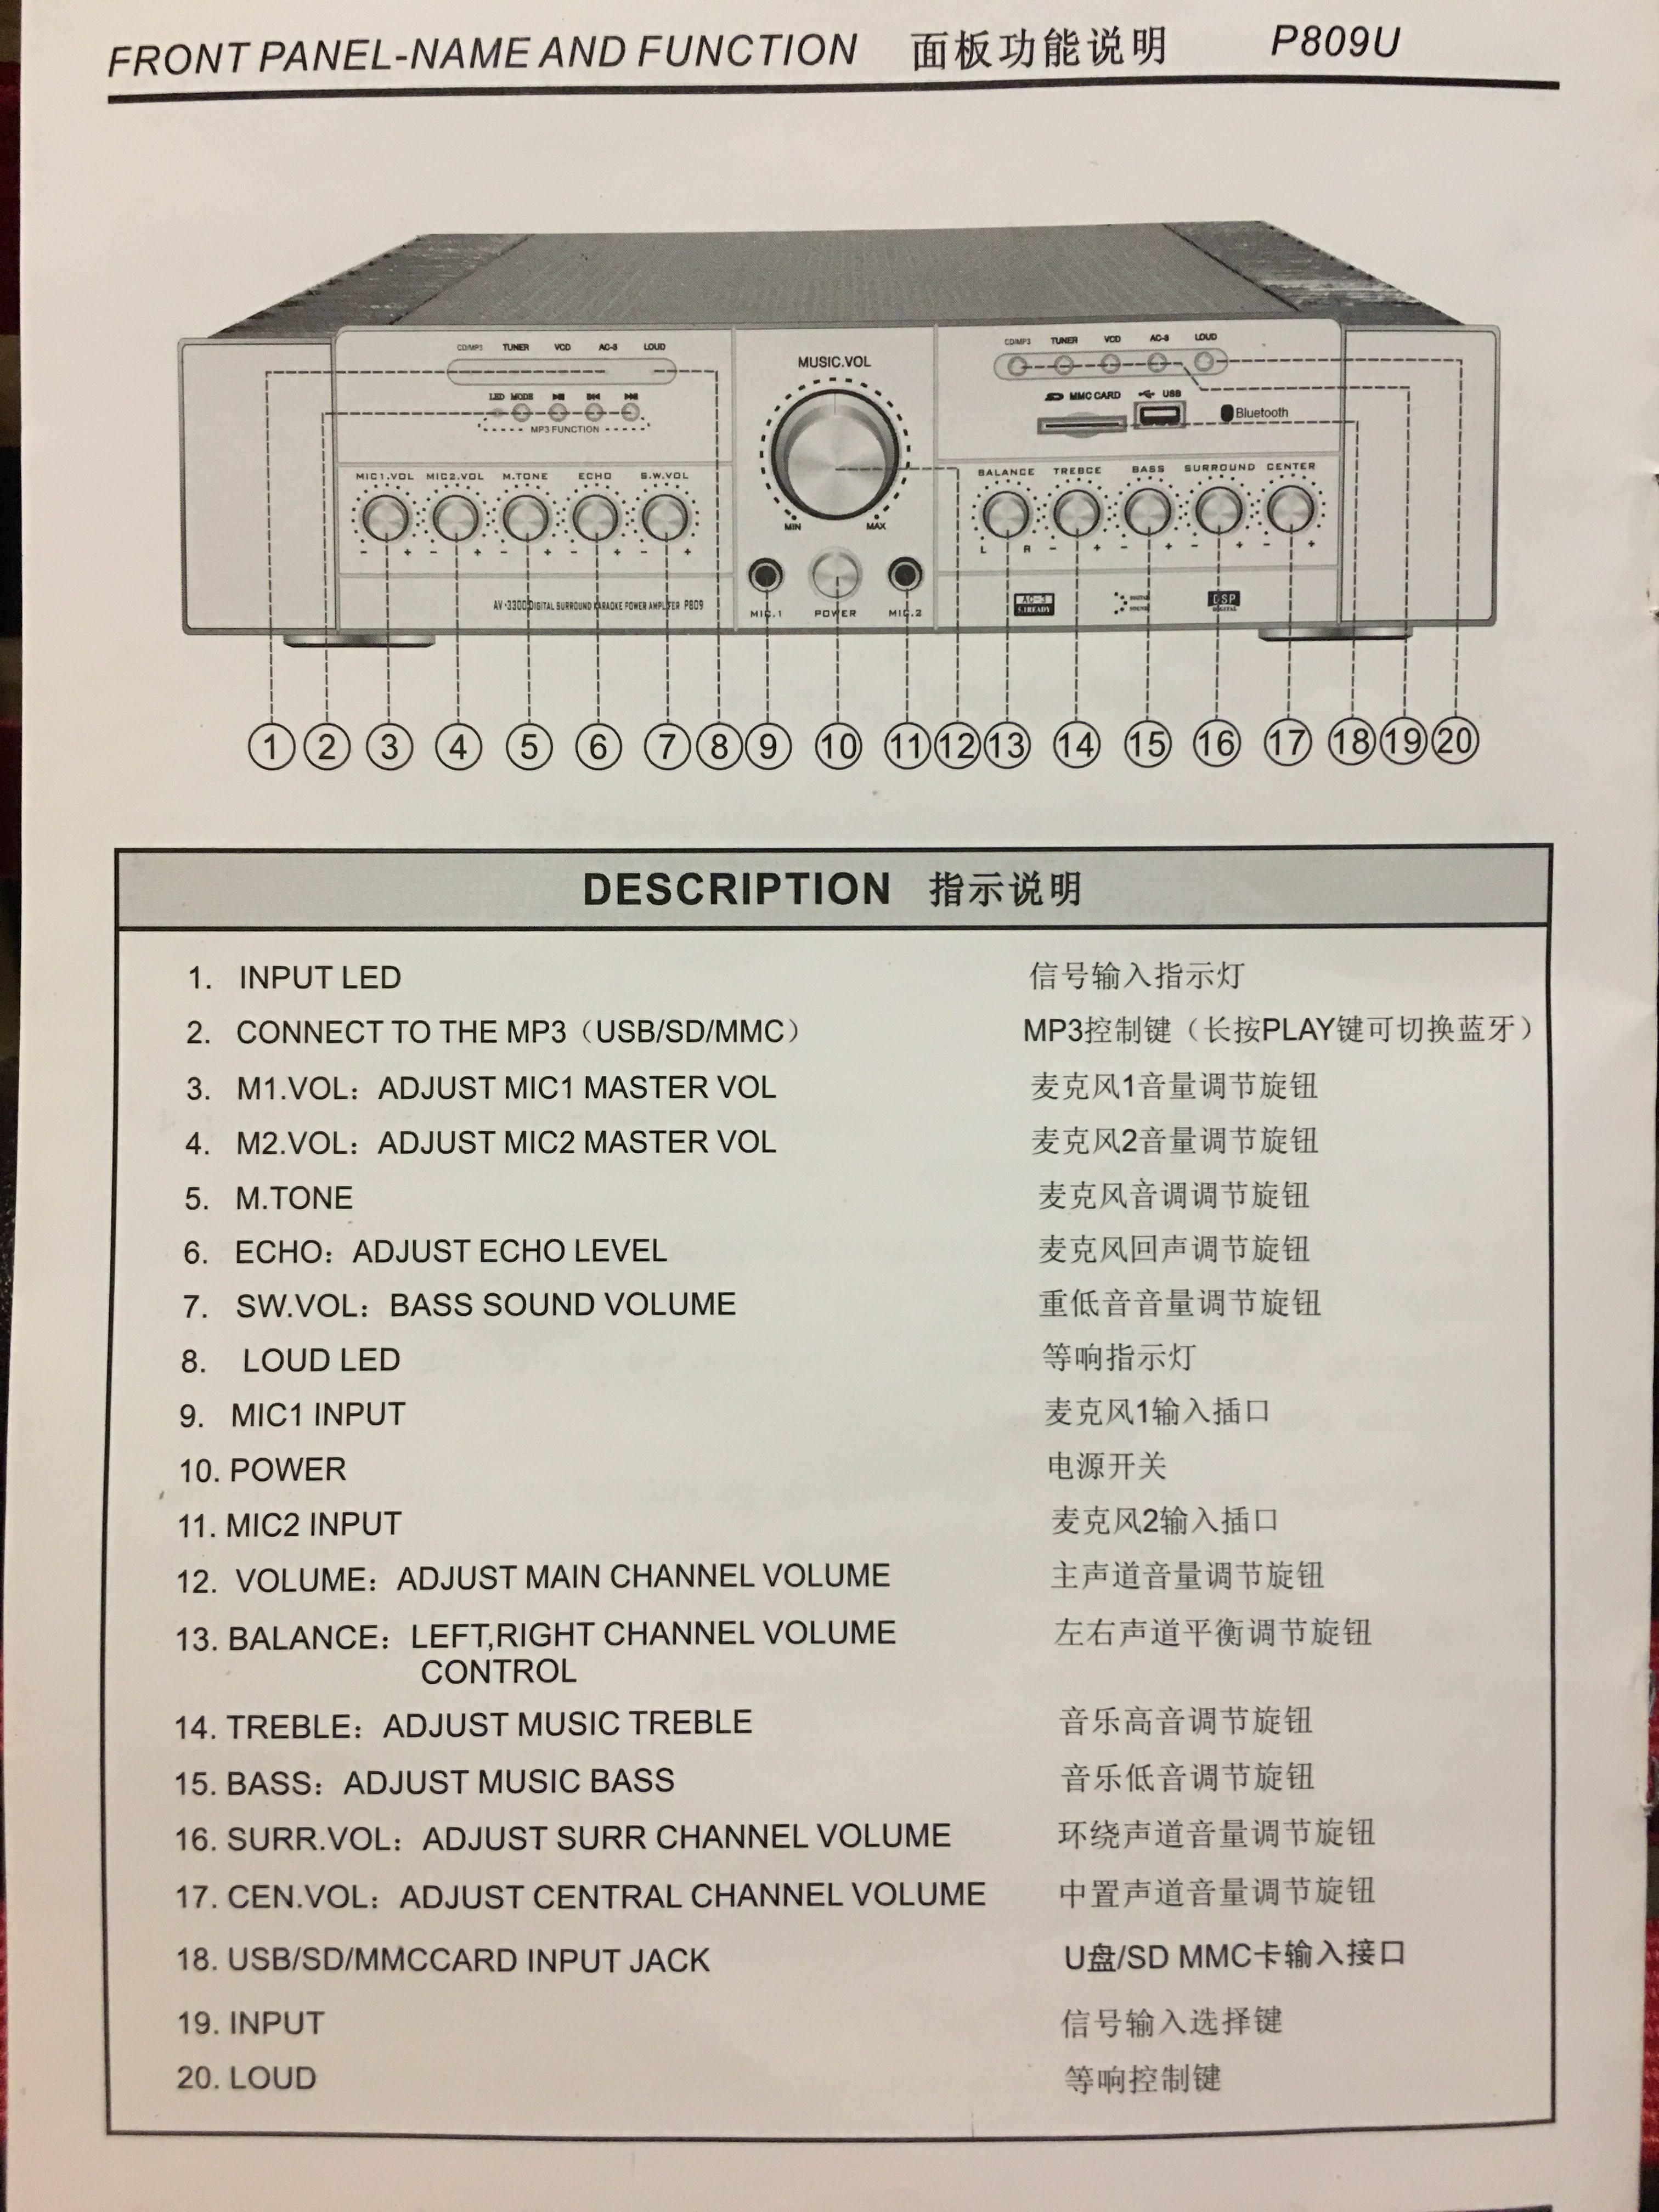 FRONT PANEL-NAME AND FUNCTION 面板功能说明 P809U
CD/MP3 TUNER VCD AC-3 LOUD
LED MODE
MP3 FUNCTION
MIC1.VOL MIC2.VOL M.TONE ECHO S.W.VOL
- + - + - + - + - +
AV-3300 DIGITAL SURROUND KARAOKE POWER AMPLIFIER P809
MUSIC.VOL
MIN MAX
MIC.1 POWER MIC.2
CD/MP3 TUNER VCD AC-3 LOUD
MMC CARD USB
Bluetooth
BALANCE TREBCE BASS SURROUND CENTER
L R - + - + - + - +
AC-3 DIGITAL DSP
5.1READY SOUND DIGITAL
① ② ③ ④ ⑤ ⑥ ⑦ ⑧ ⑨ ⑩ ⑪ ⑫ ⑬ ⑭ ⑮ ⑯ ⑰ ⑱ ⑲ ⑳
DESCRIPTION 指示说明
1. INPUT LED 信号输入指示灯
2. CONNECT TO THE MP3（USB/SD/MMC） MP3控制键（长按PLAY键可切换蓝牙）
3. M1.VOL：ADJUST MIC1 MASTER VOL 麦克风1音量调节旋钮
4. M2.VOL：ADJUST MIC2 MASTER VOL 麦克风2音量调节旋钮
5. M.TONE 麦克风音调调节旋钮
6. ECHO：ADJUST ECHO LEVEL 麦克风回声调节旋钮
7. SW.VOL：BASS SOUND VOLUME 重低音音量调节旋钮
8. LOUD LED 等响指示灯
9. MIC1 INPUT 麦克风1输入插口
10. POWER 电源开关
11. MIC2 INPUT 麦克风2输入插口
12. VOLUME：ADJUST MAIN CHANNEL VOLUME 主声道音量调节旋钮
13. BALANCE：LEFT,RIGHT CHANNEL VOLUME 左右声道平衡调节旋钮
CONTROL
14. TREBLE：ADJUST MUSIC TREBLE 音乐高音调节旋钮
15. BASS：ADJUST MUSIC BASS 音乐低音调节旋钮
16. SURR.VOL：ADJUST SURR CHANNEL VOLUME 环绕声道音量调节旋钮
17. CEN.VOL：ADJUST CENTRAL CHANNEL VOLUME 中置声道音量调节旋钮
18. USB/SD/MMCCARD INPUT JACK U盘/SD MMC卡输入接口
19. INPUT 信号输入选择键
20. LOUD 等响控制键